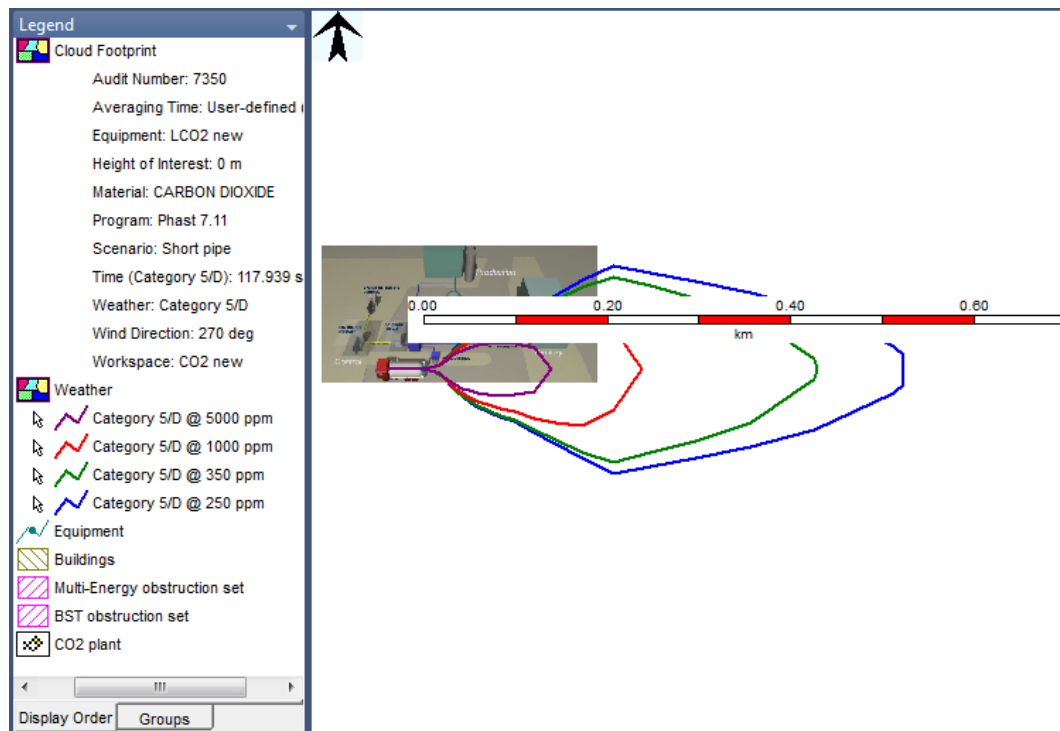 Legend
Cloud Footprint
Audit Number: 7350
Averaging Time: User-defined
Equipment: LCO2 new
Height of Interest: 0 m
Material: CARBON DIOXIDE
Program: Phast 7.11
Scenario: Short pipe
Time (Category 5/D): 117.939 s
Weather: Category 5/D
Wind Direction: 270 deg
Workspace: CO2 new
Weather
Category 5/D @ 5000 ppm
Category 5/D @ 1000 ppm
Category 5/D @ 350 ppm
Category 5/D @ 250 ppm
Equipment
Buildings
Multi-Energy obstruction set
BST obstruction set
CO2 plant
Display Order
Groups
0.00 0.20 0.40 0.60
km